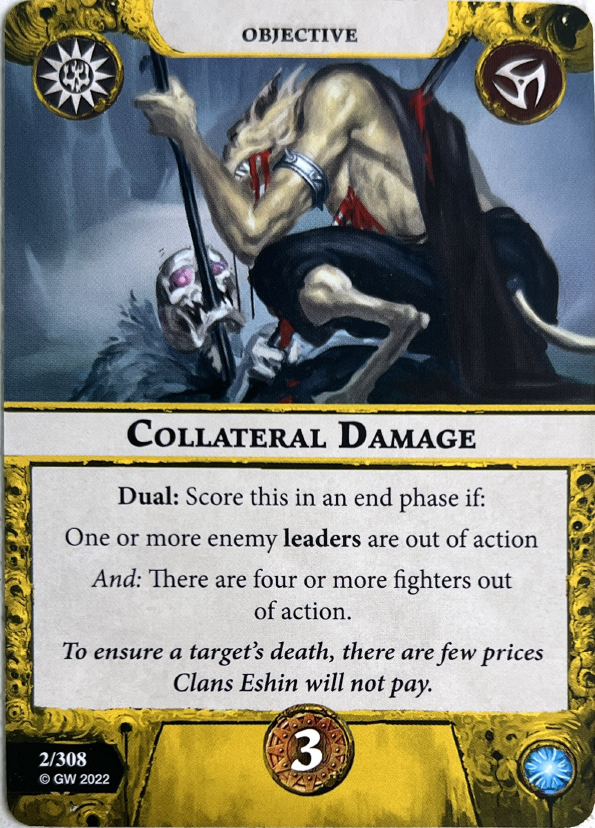 OBJECTIVE
COLLATERAL DAMAGE
Dual: Score this in an end phase if:
One or more enemy leaders are out of action
And: There are four or more fighters out
of action.
To ensure a target's death, there are few prices
Clans Eshin will not pay.
3
2/308
© GW 2022